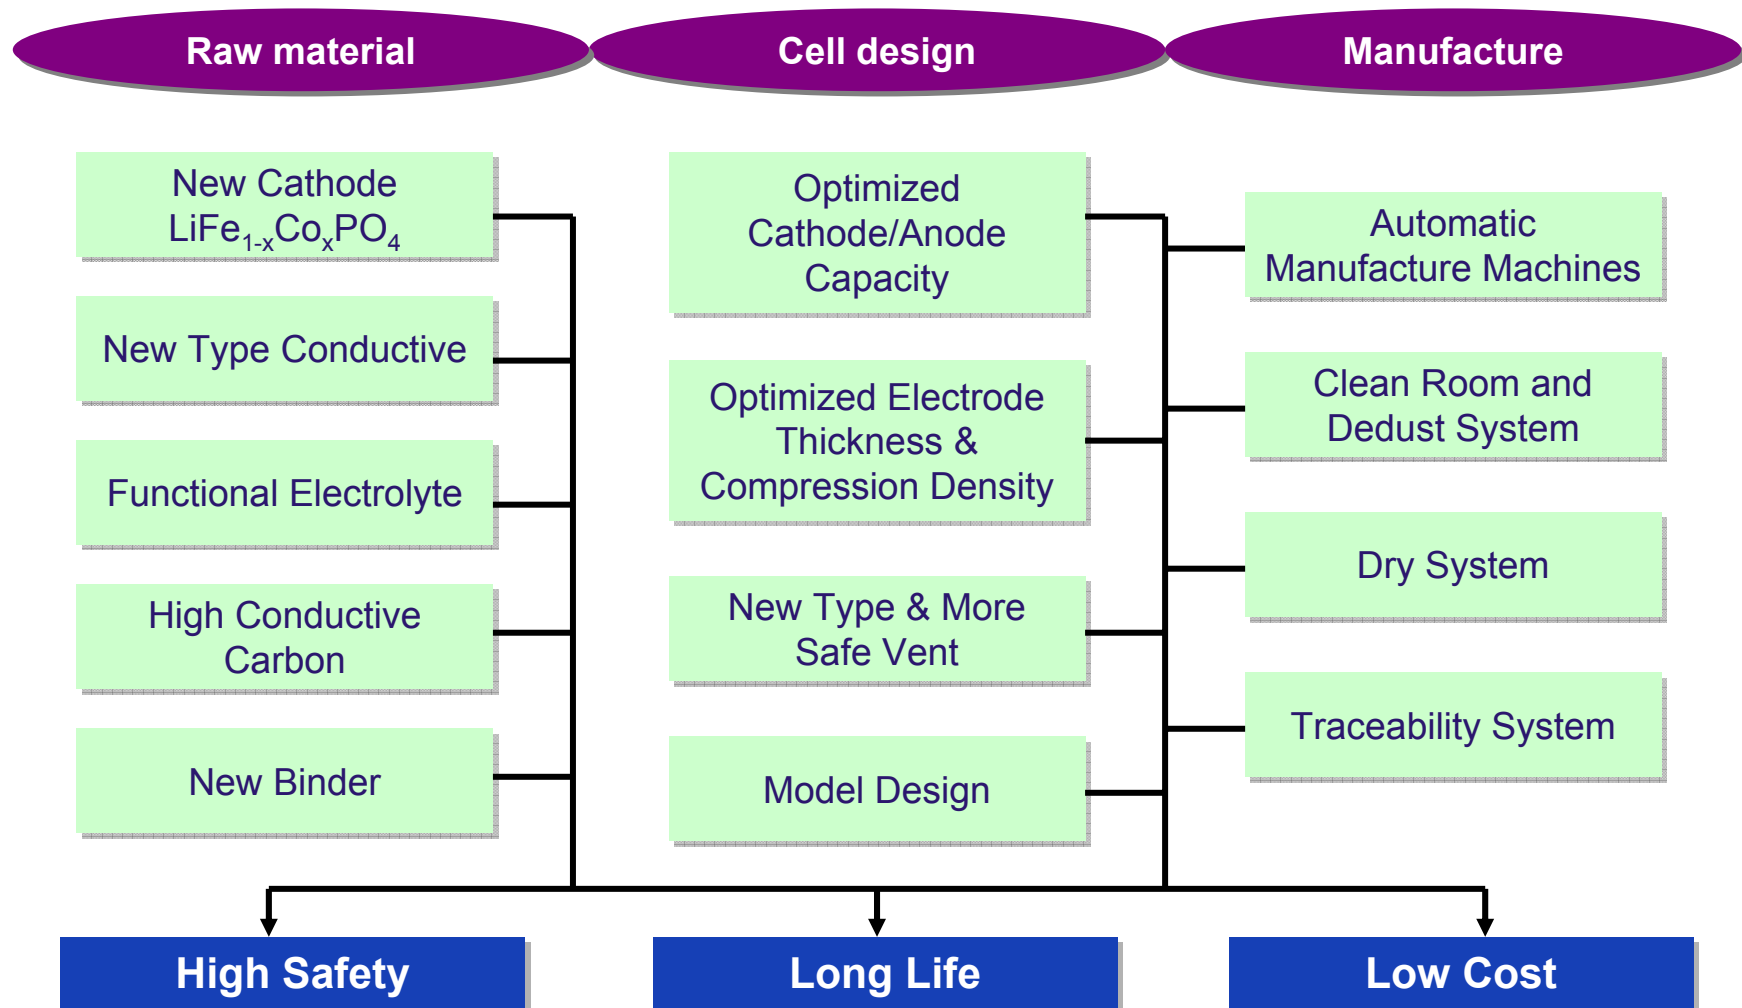 Raw material
Cell design
Manufacture
New Cathode
LiFe₁₋ₓCoₓPO₄
New Type Conductive
Functional Electrolyte
High Conductive
Carbon
New Binder
Optimized
Cathode/Anode
Capacity
Optimized Electrode
Thickness &
Compression Density
New Type & More
Safe Vent
Model Design
Automatic
Manufacture Machines
Clean Room and
Dedust System
Dry System
Traceability System
High Safety
Long Life
Low Cost